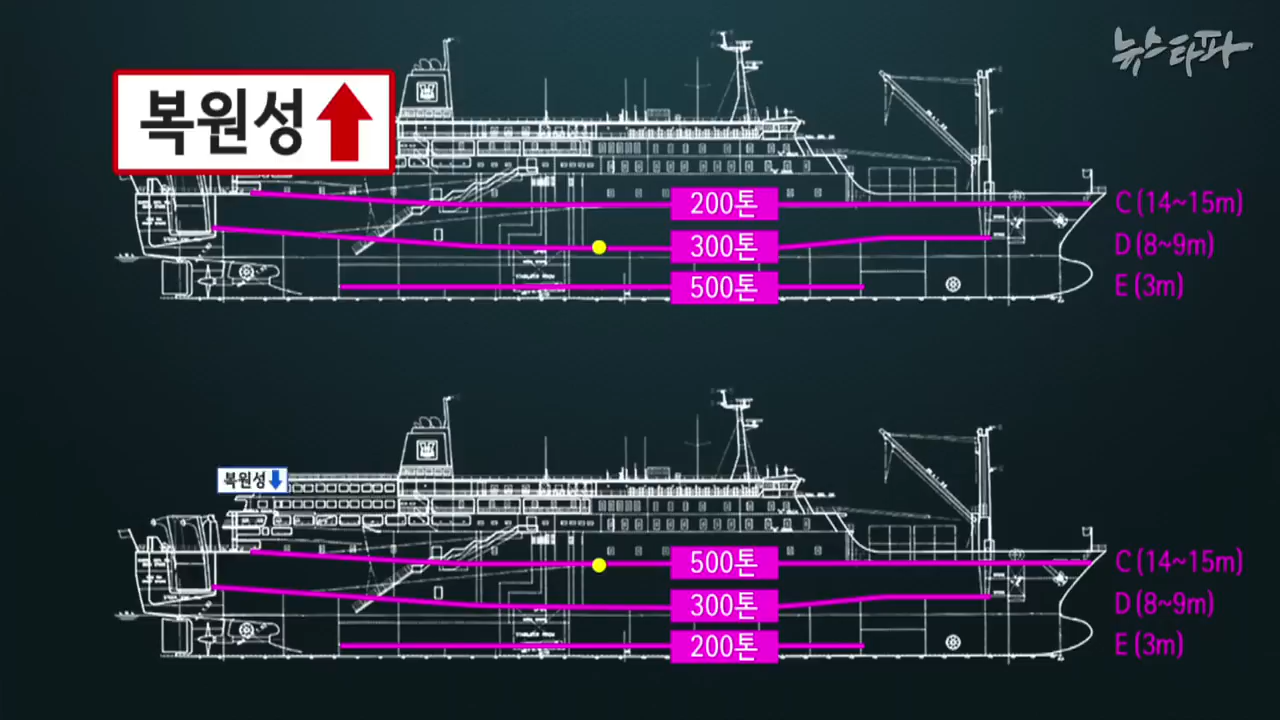 뉴스타파
복원성
200톤
C (14~15m)
300톤
D (8~9m)
500톤
E (3m)
복원성
500톤
C (14~15m)
300톤
D (8~9m)
200톤
E (3m)